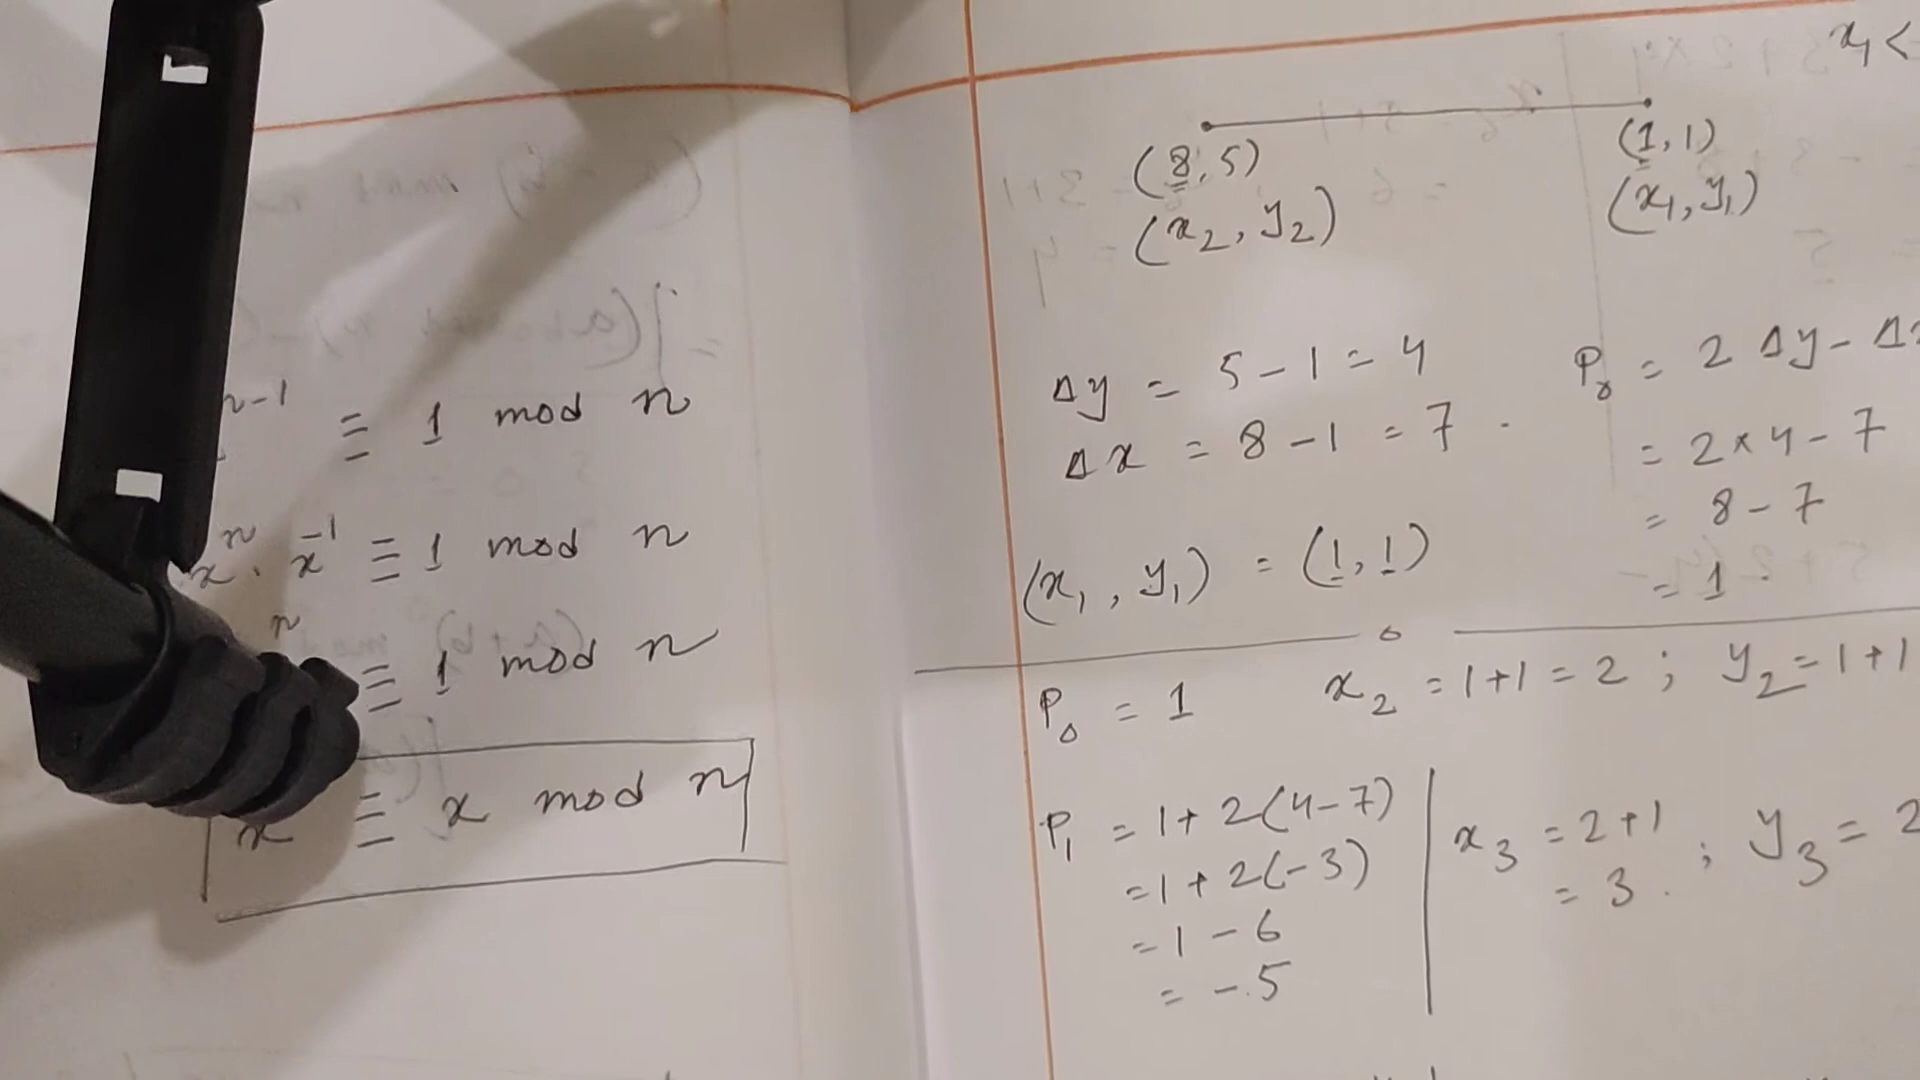 n-1 ≡ 1 mod n
x^n . x^-1 ≡ 1 mod n
n ≡ 1 mod n
x ≡ x mod n
x1 <
(8, 5) (1, 1)
(x2, y2) (x1, y1)
Δy = 5 - 1 = 4
Δx = 8 - 1 = 7 .
P0 = 2 Δy - Δx
= 2 × 4 - 7
= 8 - 7
= 1 .
(x1, y1) = (1, 1)
P0 = 1 x2 = 1+1 = 2 ; y2 = 1+1
P1 = 1 + 2(4-7)
= 1 + 2(-3)
= 1 - 6
= -5
x3 = 2+1 ; y3 = 2
= 3 .